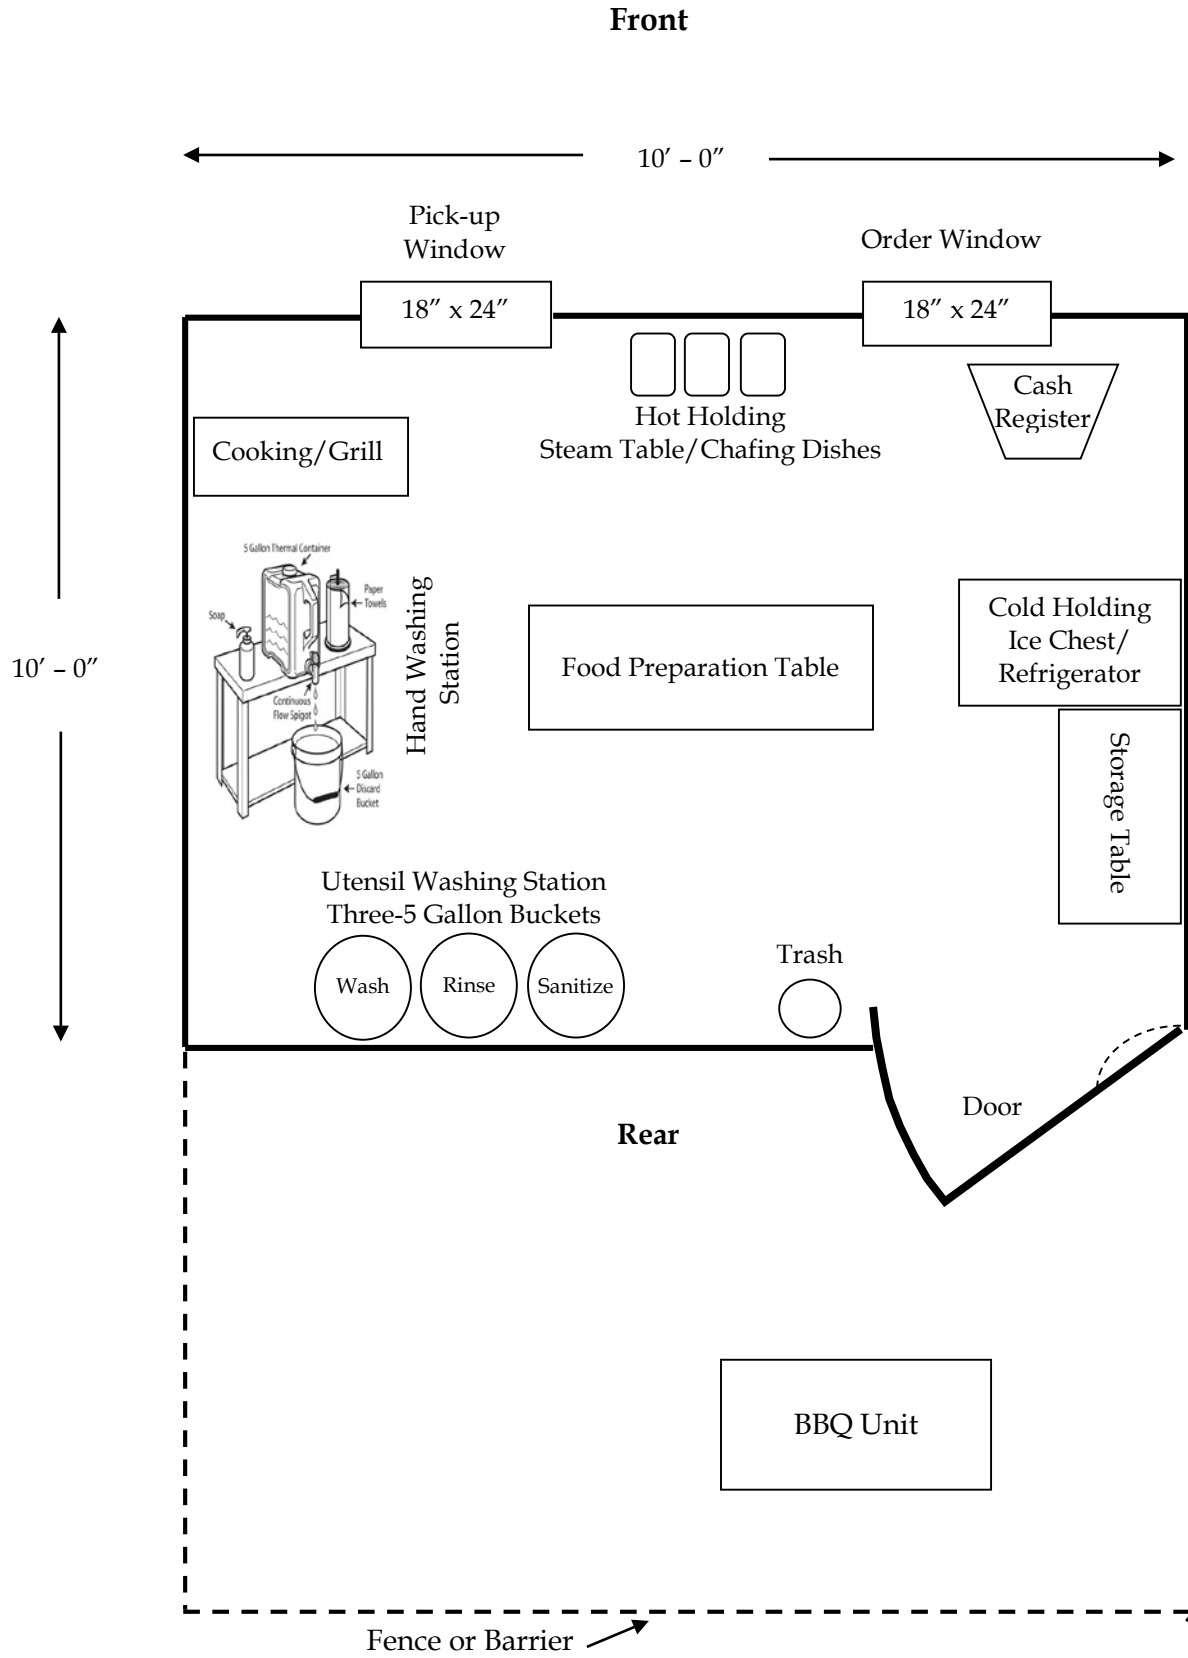 Front
10′ – 0″
Pick-up
Window
Order Window
18″ x 24″
18″ x 24″
Cash
Register
Hot Holding
Steam Table/Chafing Dishes
Cooking/Grill
5 Gallon Thermal Container
Paper
Towels
Soap
Continuous
Flow Spigot
5 Gallon
Discard
Bucket
Hand Washing
Station
10′ – 0″
Food Preparation Table
Cold Holding
Ice Chest/
Refrigerator
Storage Table
Utensil Washing Station
Three-5 Gallon Buckets
Wash
Rinse
Sanitize
Trash
Door
Rear
BBQ Unit
Fence or Barrier